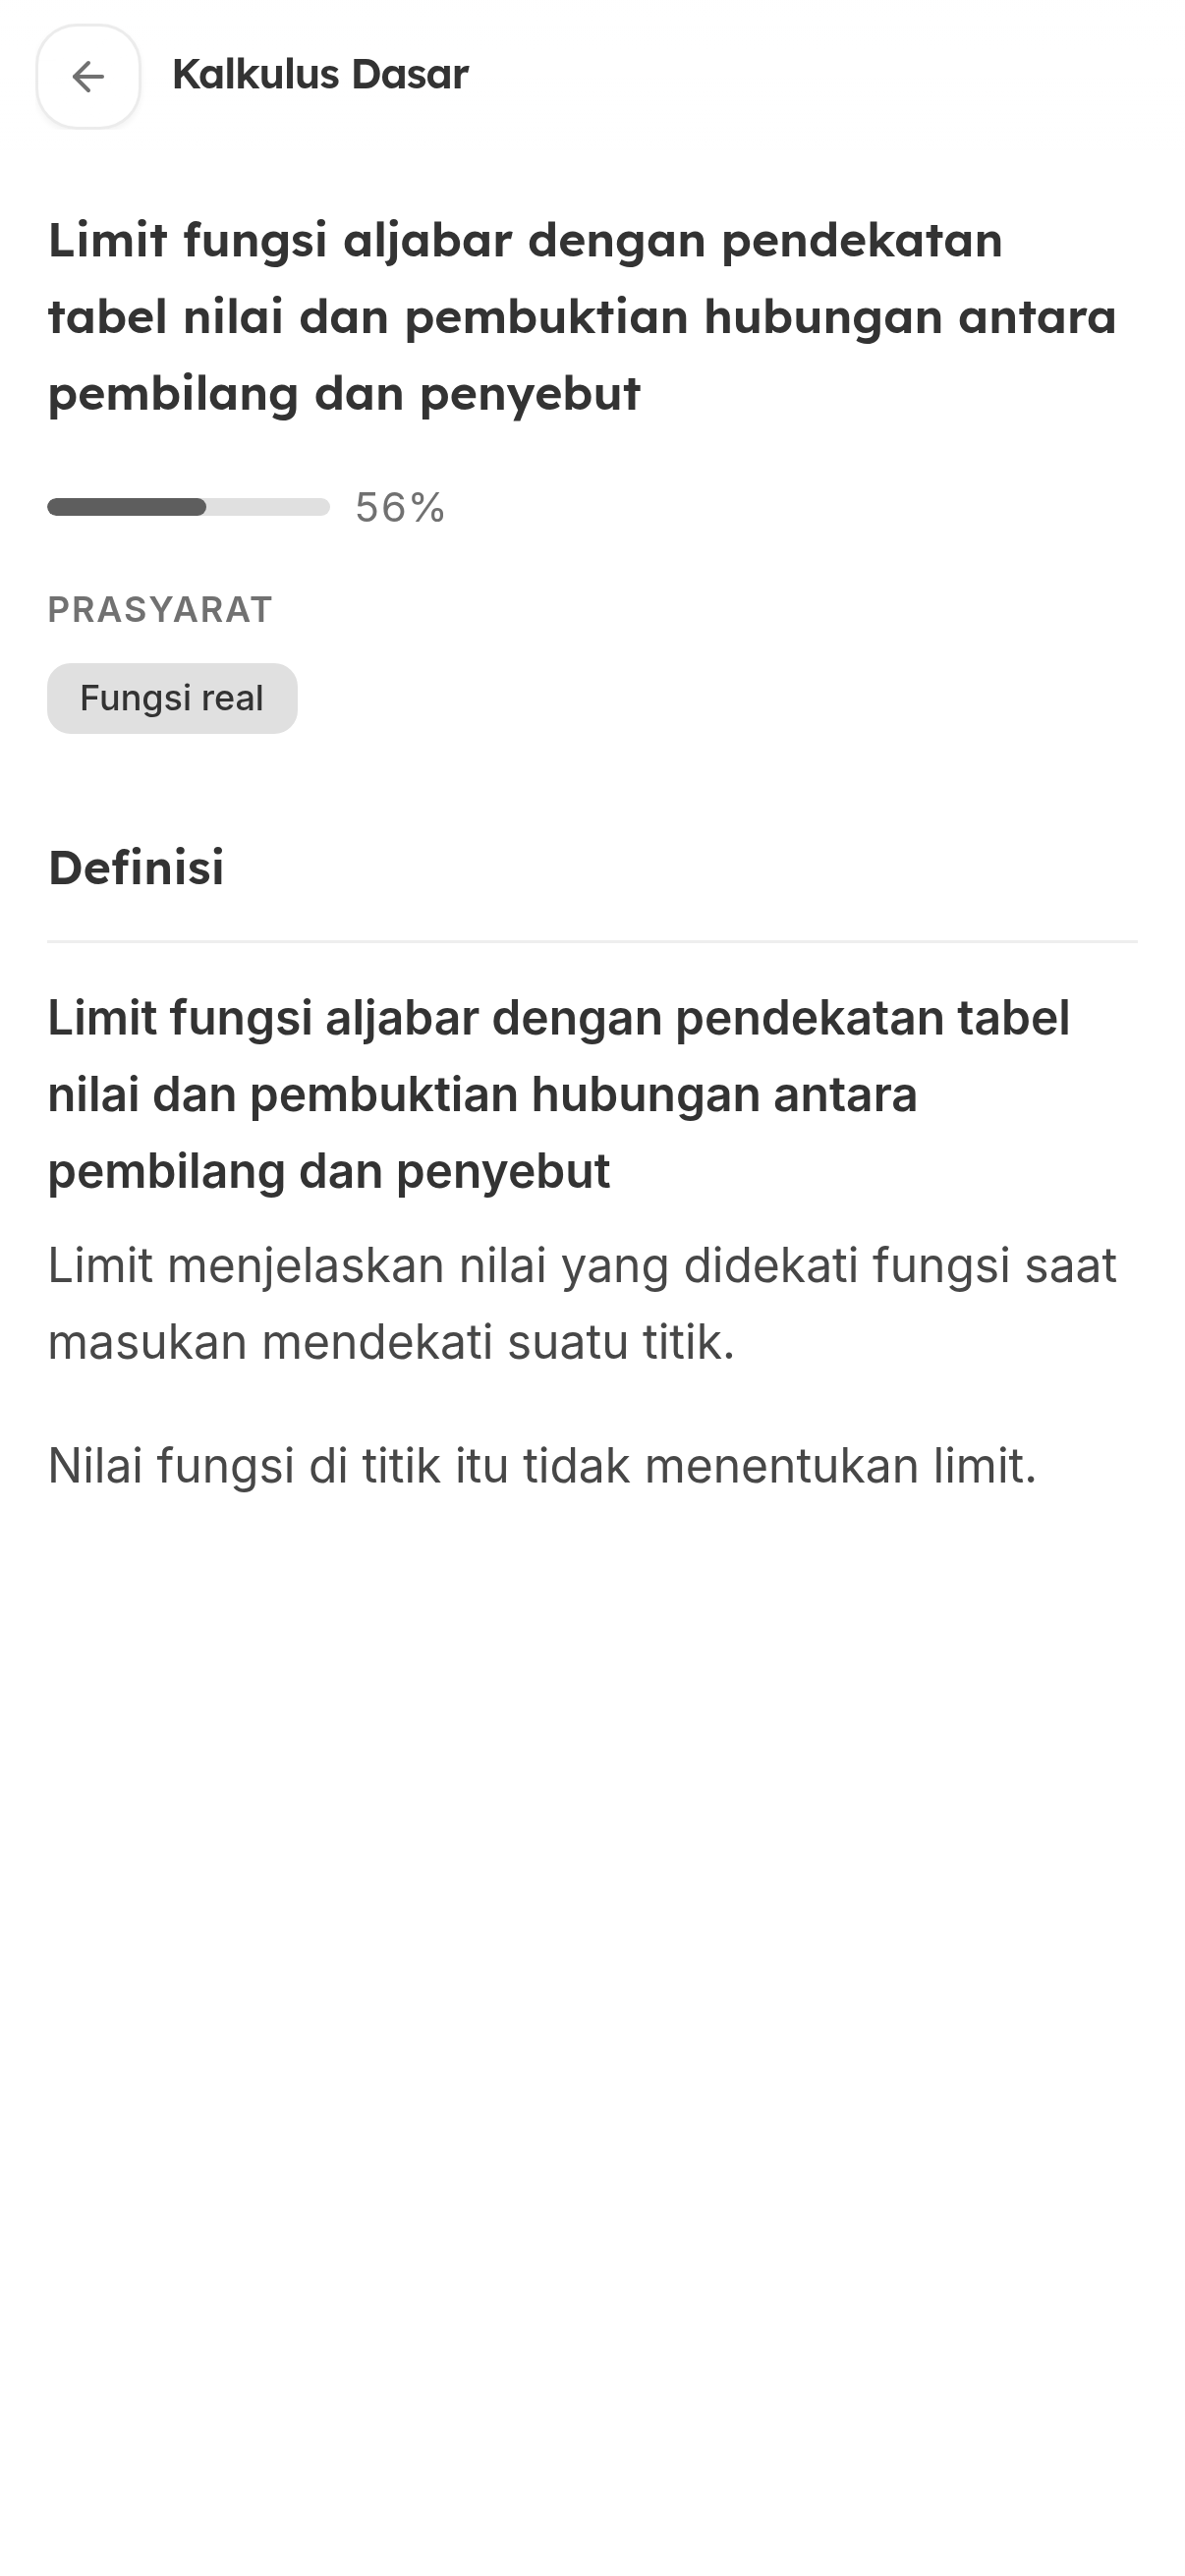 Kalkulus Dasar
Limit fungsi aljabar dengan pendekatan
tabel nilai dan pembuktian hubungan antara
pembilang dan penyebut
56%
PRASYARAT
Fungsi real
Definisi
Limit fungsi aljabar dengan pendekatan tabel
nilai dan pembuktian hubungan antara
pembilang dan penyebut
Limit menjelaskan nilai yang didekati fungsi saat
masukan mendekati suatu titik.
Nilai fungsi di titik itu tidak menentukan limit.